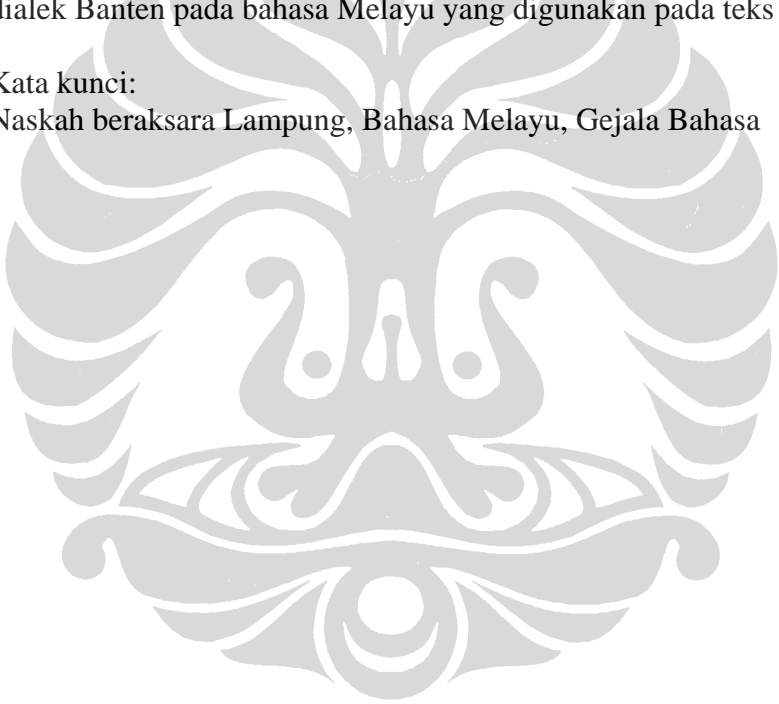 dialek Banten pada bahasa Melayu yang digunakan pada teks
Kata kunci:
Naskah beraksara Lampung, Bahasa Melayu, Gejala Bahasa